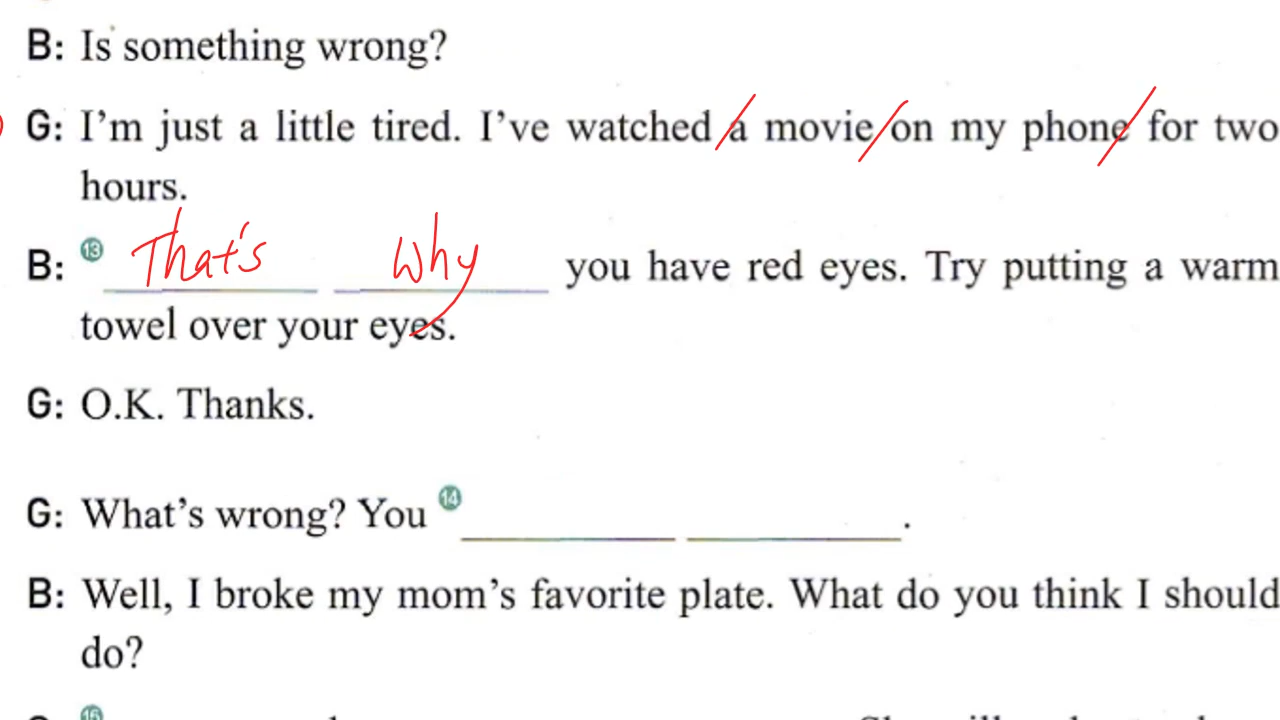 B: Is something wrong?
G: I'm just a little tired. I've watched a movie on my phone for two
hours.
B: ⑬ That's why you have red eyes. Try putting a warm
towel over your eyes.
G: O.K. Thanks.
G: What's wrong? You ⑭ ________ ________.
B: Well, I broke my mom's favorite plate. What do you think I should
do?